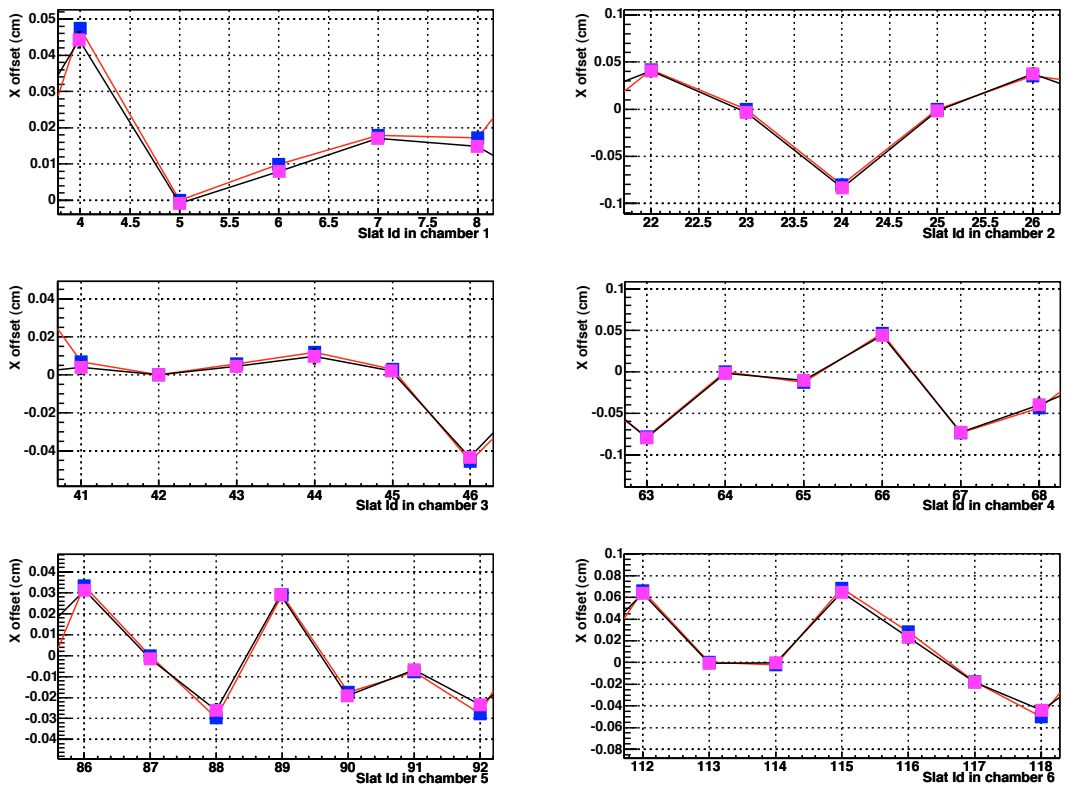 X offset (cm)
0.05
0.04
0.03
0.02
0.01
0
4 4.5 5 5.5 6 6.5 7 7.5 8
Slat Id in chamber 1
X offset (cm)
0.1
0.05
0
-0.05
-0.1
22 22.5 23 23.5 24 24.5 25 25.5 26
Slat Id in chamber 2
X offset (cm)
0.04
0.02
0
-0.02
-0.04
41 42 43 44 45 46
Slat Id in chamber 3
X offset (cm)
0.1
0.05
0
-0.05
-0.1
63 64 65 66 67 68
Slat Id in chamber 4
X offset (cm)
0.04
0.03
0.02
0.01
0
-0.01
-0.02
-0.03
-0.04
86 87 88 89 90 91 92
Slat Id in chamber 5
X offset (cm)
0.1
0.08
0.06
0.04
0.02
0
-0.02
-0.04
-0.06
-0.08
112 113 114 115 116 117 118
Slat Id in chamber 6